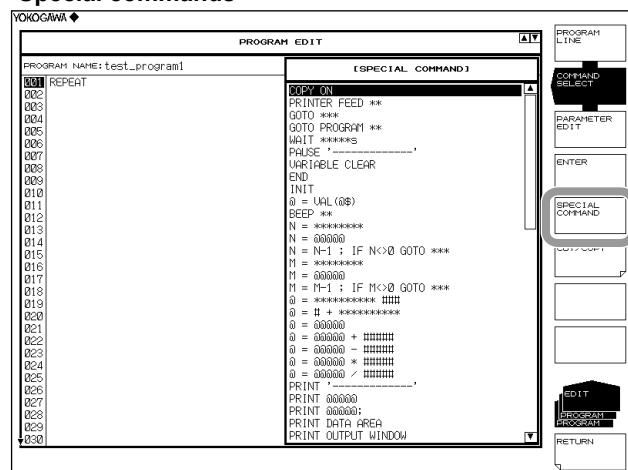 Special commands
YOKOGAWA ◆
PROGRAM EDIT
PROGRAM NAME: test_program1
001 REPEAT
002
003
004
005
006
007
008
009
010
011
012
013
014
015
016
017
018
019
020
021
022
023
024
025
026
027
028
029
030
[SPECIAL COMMAND]
COPY ON
PRINTER FEED **
GOTO ***
GOTO PROGRAM **
WAIT *****s
PAUSE '-------------'
VARIABLE CLEAR
END
INIT
@ = VAL(@$)
BEEP **
N = ********
N = @@@@@
N = N-1 ; IF N<>0 GOTO ***
M = ********
M = @@@@@
M = M-1 ; IF M<>0 GOTO ***
@ = ********** ###
@ = # + **********
@ = @@@@@
@ = @@@@@ + #####
@ = @@@@@ - #####
@ = @@@@@ * #####
@ = @@@@@ / #####
PRINT '-------------'
PRINT @@@@@
PRINT @@@@@;
PRINT DATA AREA
PRINT OUTPUT WINDOW
PROGRAM
LINE
COMMAND
SELECT
PARAMETER
EDIT
ENTER
SPECIAL
COMMAND
CUT/COPY
EDIT
PROGRAM
PROGRAM
RETURN